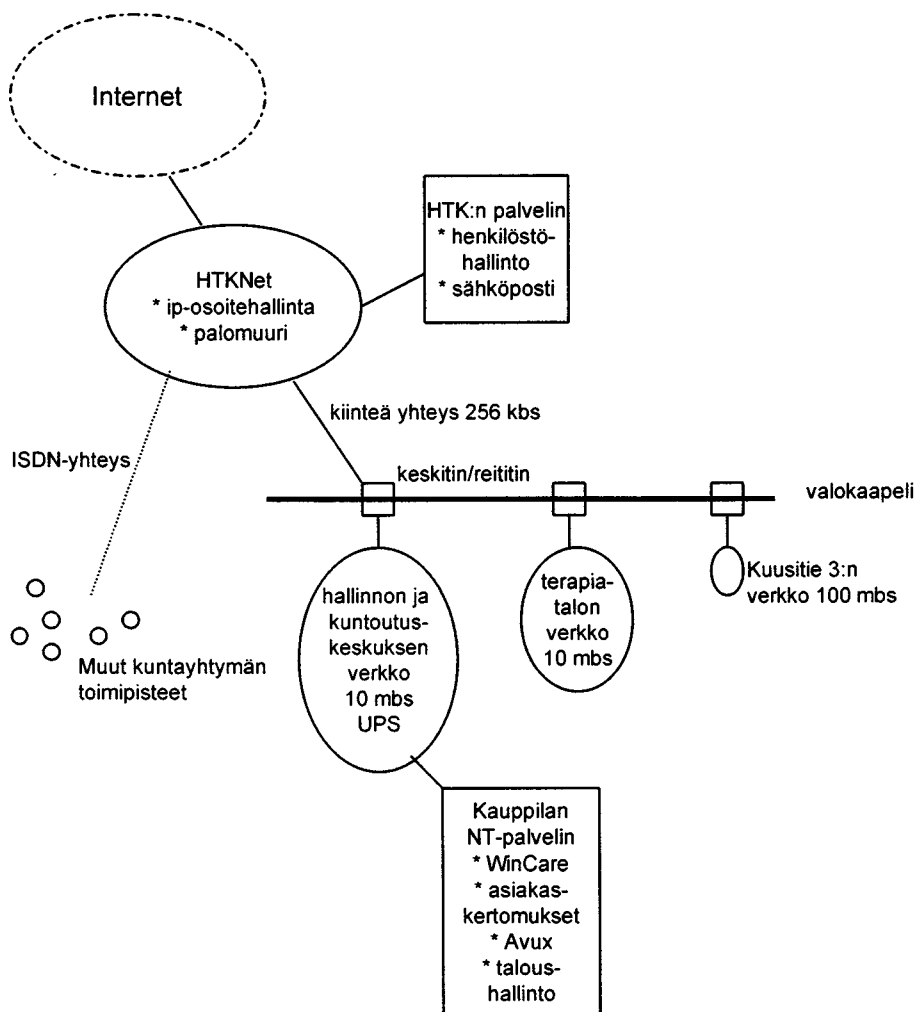 Internet
HTK:n palvelin
* henkilöstö-
hallinto
* sähköposti
HTKNet
* ip-osoitehallinta
* palomuuri
kiinteä yhteys 256 kbs
ISDN-yhteys
keskitin/reititin
valokaapeli
hallinnon ja
kuntoutus-
keskuksen
verkko
10 mbs
UPS
terapia-
talon
verkko
10 mbs
Kuusitie 3:n
verkko 100 mbs
Muut kuntayhtymän
toimipisteet
Kauppilan
NT-palvelin
* WinCare
* asiakas-
kertomukset
* Avux
* talous-
hallinto